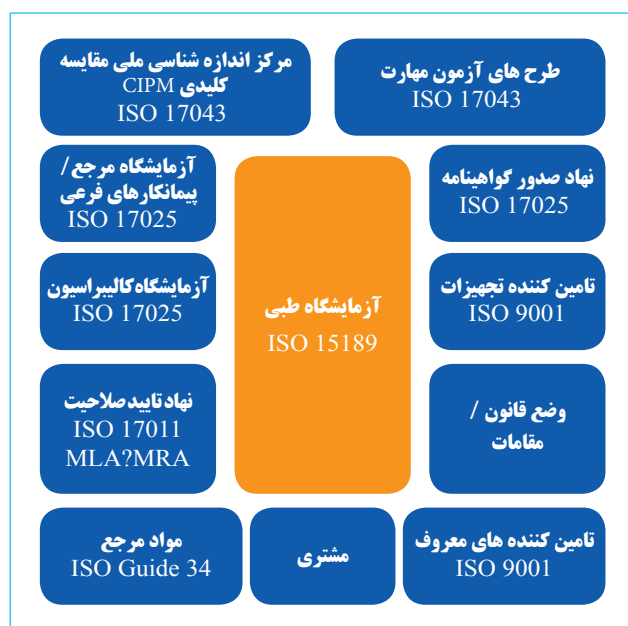 طرح های آزمون مهارت
ISO 17043
مرکز اندازه شناسی ملی مقایسه
کلیدی CIPM
ISO 17043
نهاد صدور گواهینامه
ISO 17025
آزمایشگاه مرجع/
پیمانکارهای فرعی
ISO 17025
آزمایشگاه طبی
ISO 15189
تامین کننده تجهیزات
ISO 9001
آزمایشگاه کالیبراسیون
ISO 17025
وضع قانون /
مقامات
نهاد تایید صلاحیت
ISO 17011
MLA?MRA
تامین کننده های معروف
ISO 9001
مشتری
مواد مرجع
ISO Guide 34